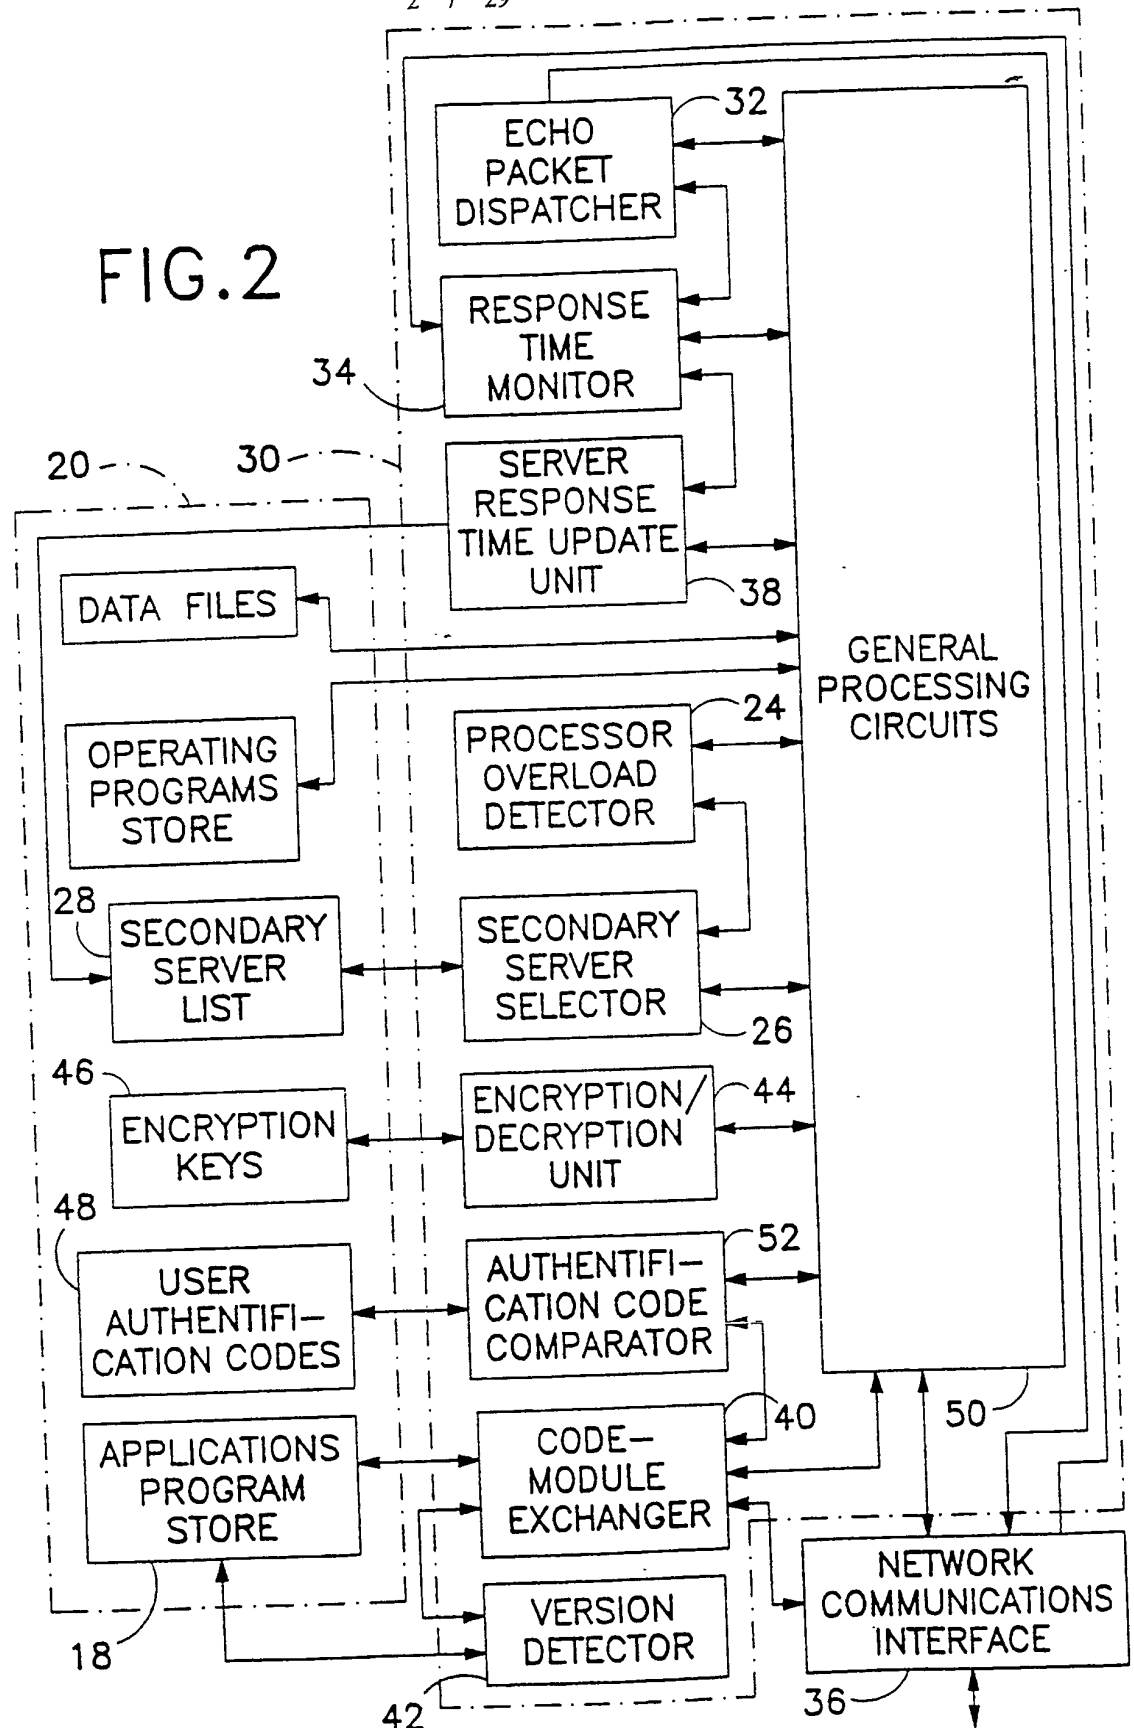 2 7 29
32
ECHO
PACKET
DISPATCHER
FIG.2
RESPONSE
TIME
MONITOR
34
20
30
SERVER
RESPONSE
TIME UPDATE
UNIT
38
DATA FILES
GENERAL
PROCESSING
CIRCUITS
24
OPERATING
PROGRAMS
STORE
PROCESSOR
OVERLOAD
DETECTOR
28
SECONDARY
SERVER
LIST
SECONDARY
SERVER
SELECTOR
26
46
ENCRYPTION
KEYS
ENCRYPTION/
DECRYPTION
UNIT
44
48
USER
AUTHENTIFI-
CATION CODES
52
AUTHENTIFI-
CATION CODE
COMPARATOR
50
40
APPLICATIONS
PROGRAM
STORE
CODE-
MODULE
EXCHANGER
18
VERSION
DETECTOR
42
NETWORK
COMMUNICATIONS
INTERFACE
36